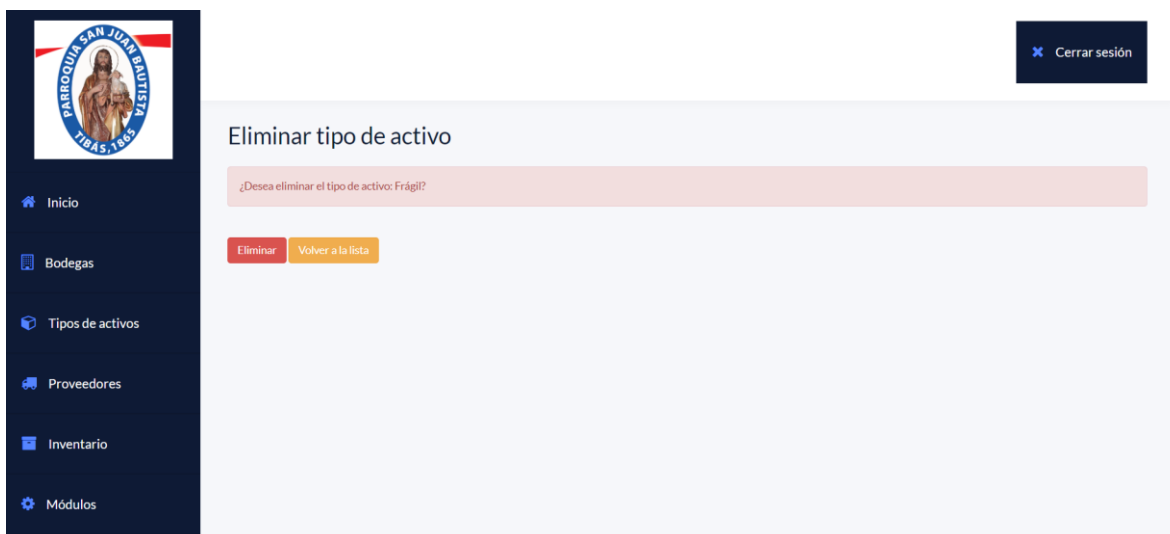 PARROQUIA SAN JUAN BAUTISTA
TIBÁS, 1865
Cerrar sesión
Eliminar tipo de activo
¿Desea eliminar el tipo de activo: Frágil?
Eliminar
Volver a la lista
Inicio
Bodegas
Tipos de activos
Proveedores
Inventario
Módulos